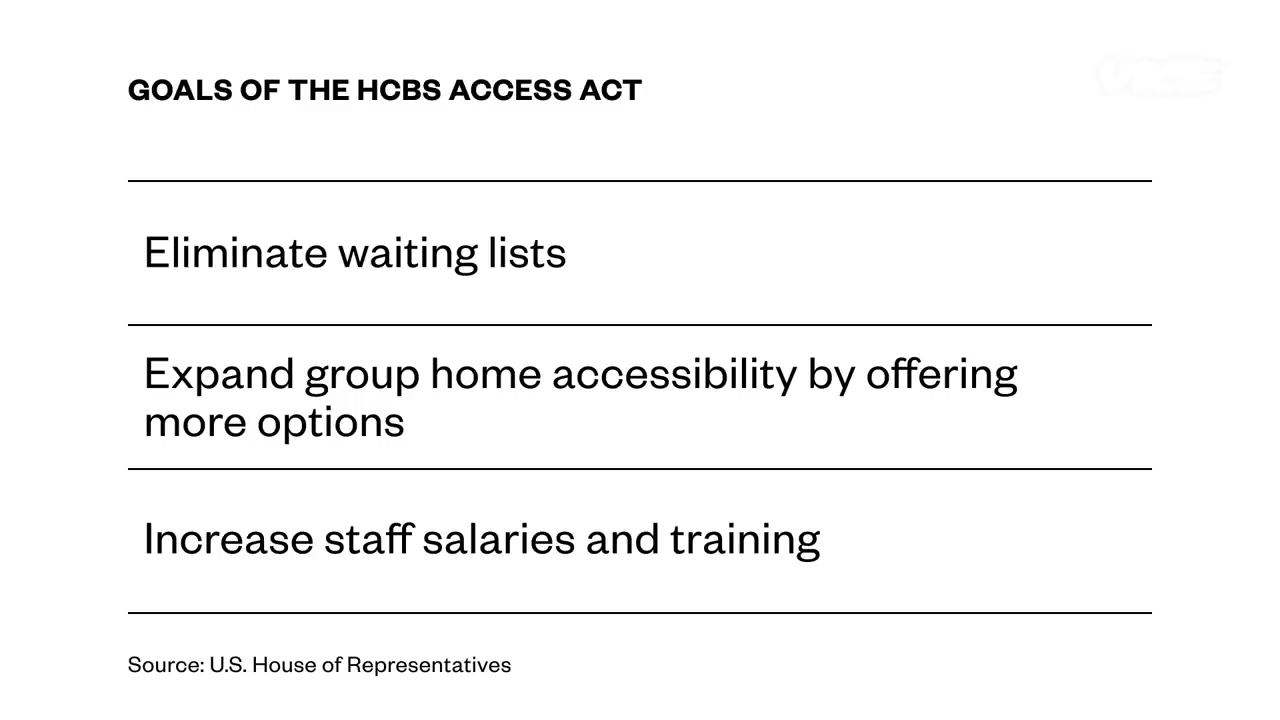 GOALS OF THE HCBS ACCESS ACT
VICE
Eliminate waiting lists
Expand group home accessibility by offering
more options
Increase staff salaries and training
Source: U.S. House of Representatives